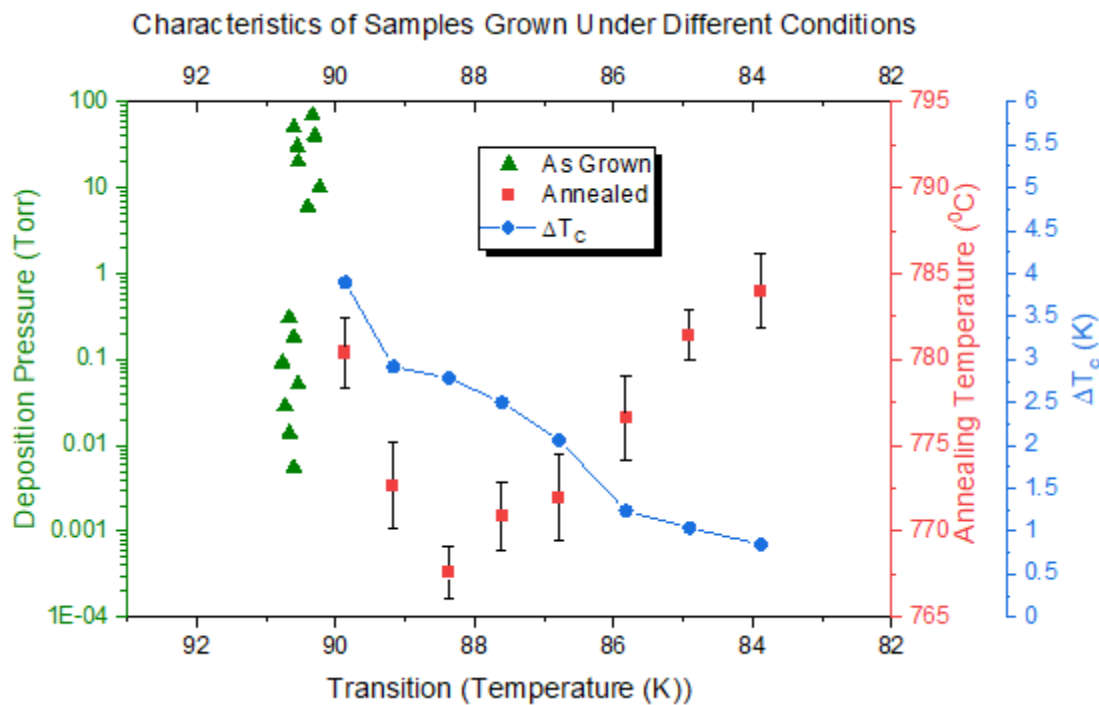 Characteristics of Samples Grown Under Different Conditions
92 90 88 86 84 82
100
10
1
0.1
0.01
0.001
1E-04
Deposition Pressure (Torr)
As Grown
Annealed
ΔT_C
795
790
785
780
775
770
765
Annealing Temperature (⁰C)
6
5.5
5
4.5
4
3.5
3
2.5
2
1.5
1
0.5
0
ΔT_c (K)
92 90 88 86 84 82
Transition (Temperature (K))